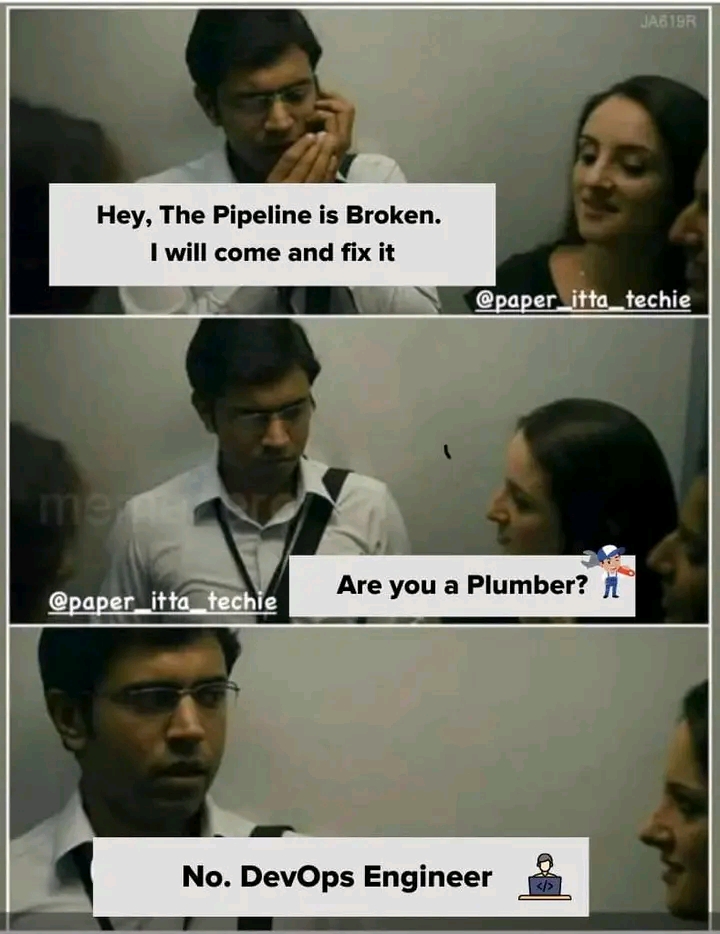 JA619R
Hey, The Pipeline is Broken.
I will come and fix it
@paper_itta_techie
Are you a Plumber?
@paper_itta_techie
No. DevOps Engineer